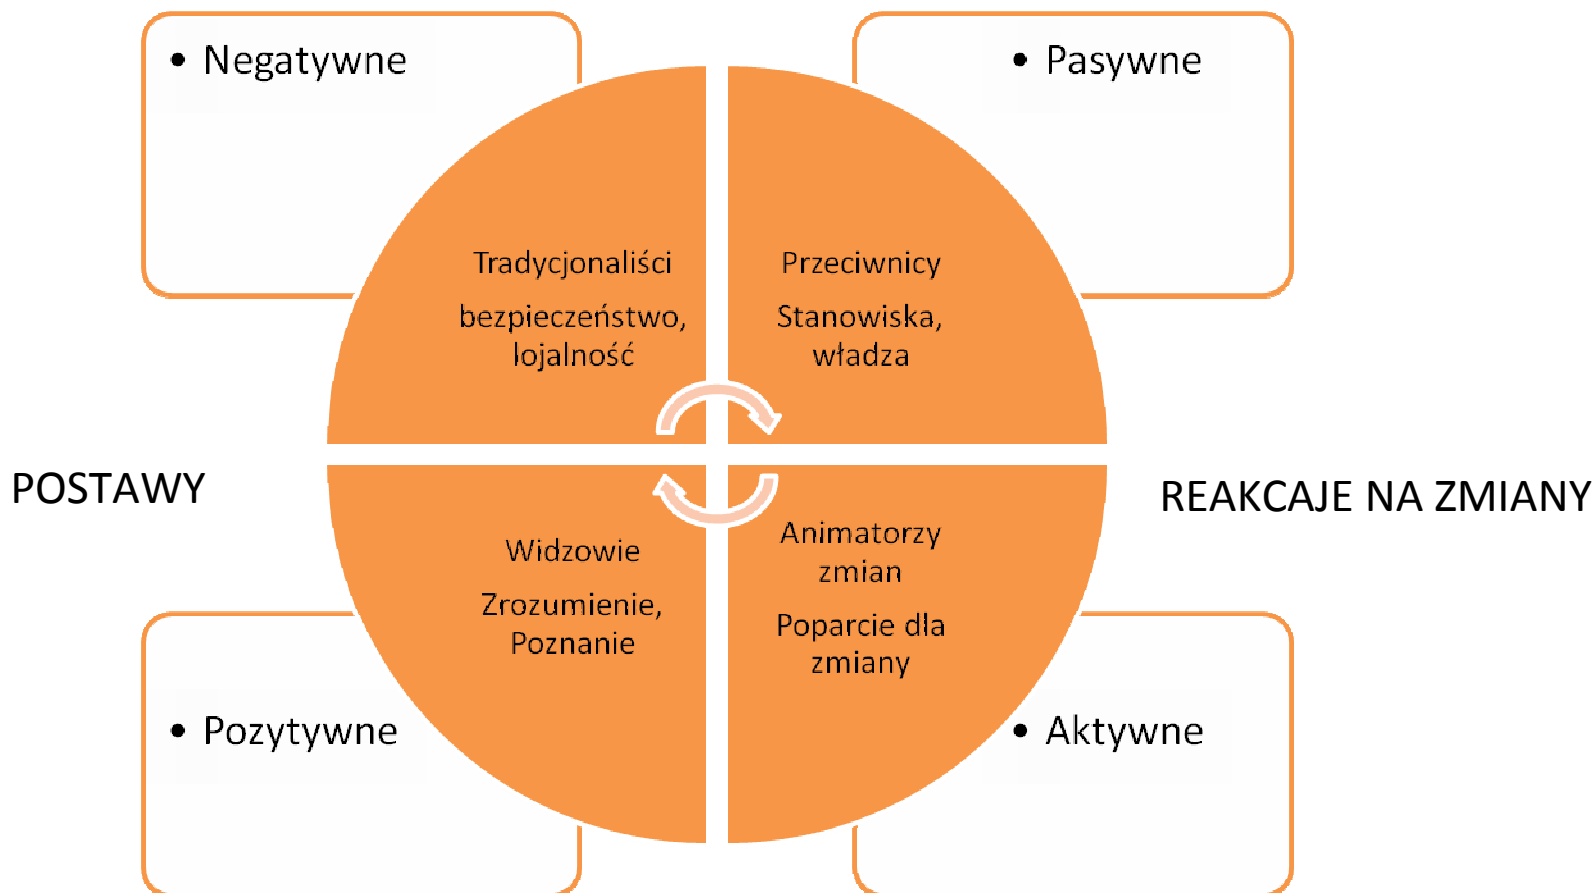 • Negatywne
• Pasywne
Tradycjonaliści
bezpieczeństwo,
lojalność
Przeciwnicy
Stanowiska,
władza
POSTAWY
REAKCAJE NA ZMIANY
Widzowie
Zrozumienie,
Poznanie
Animatorzy
zmian
Poparcie dla
zmiany
• Pozytywne
• Aktywne